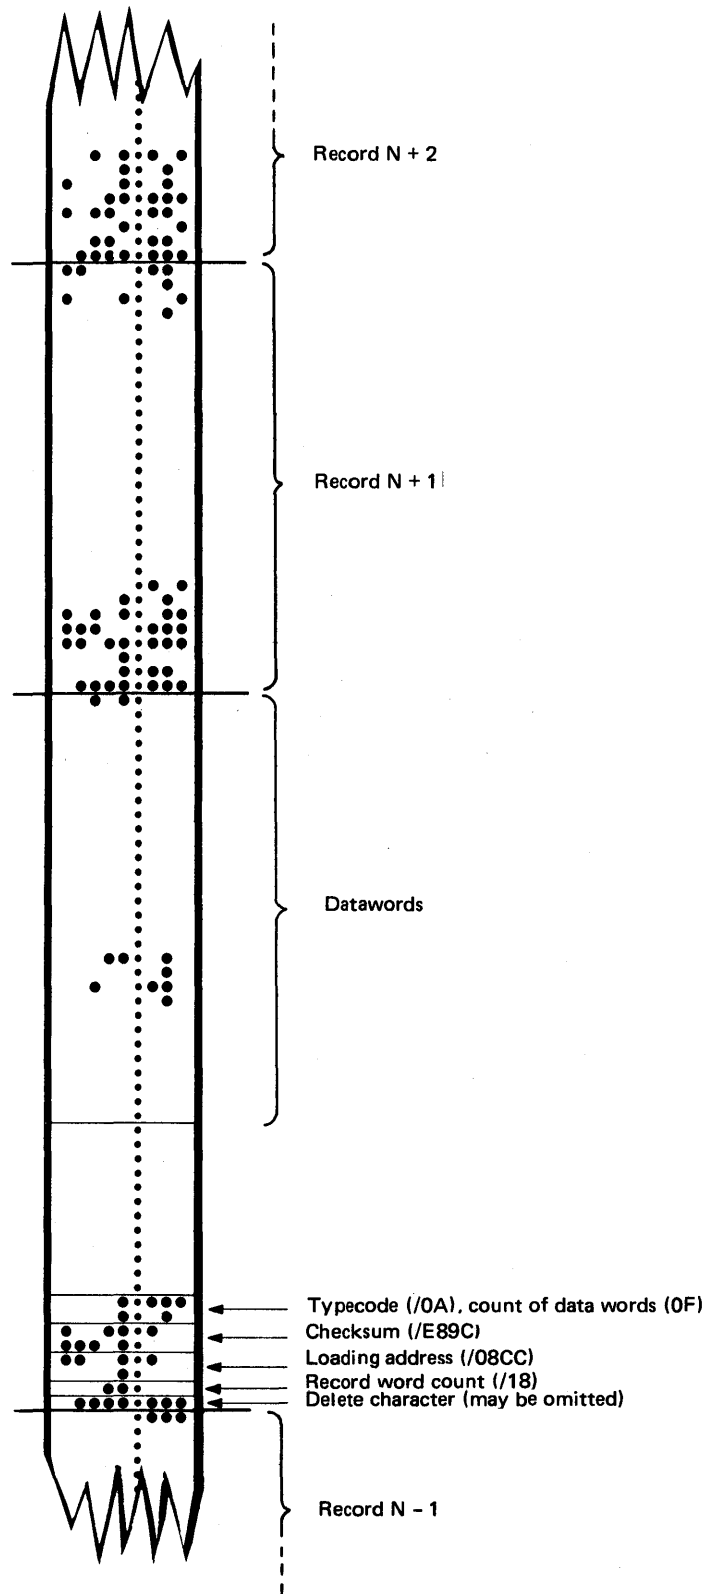 Record N + 2
Record N + 1
Datawords
Typecode (/0A), count of data words (0F)
Checksum (/E89C)
Loading address (/08CC)
Record word count (/18)
Delete character (may be omitted)
Record N – 1